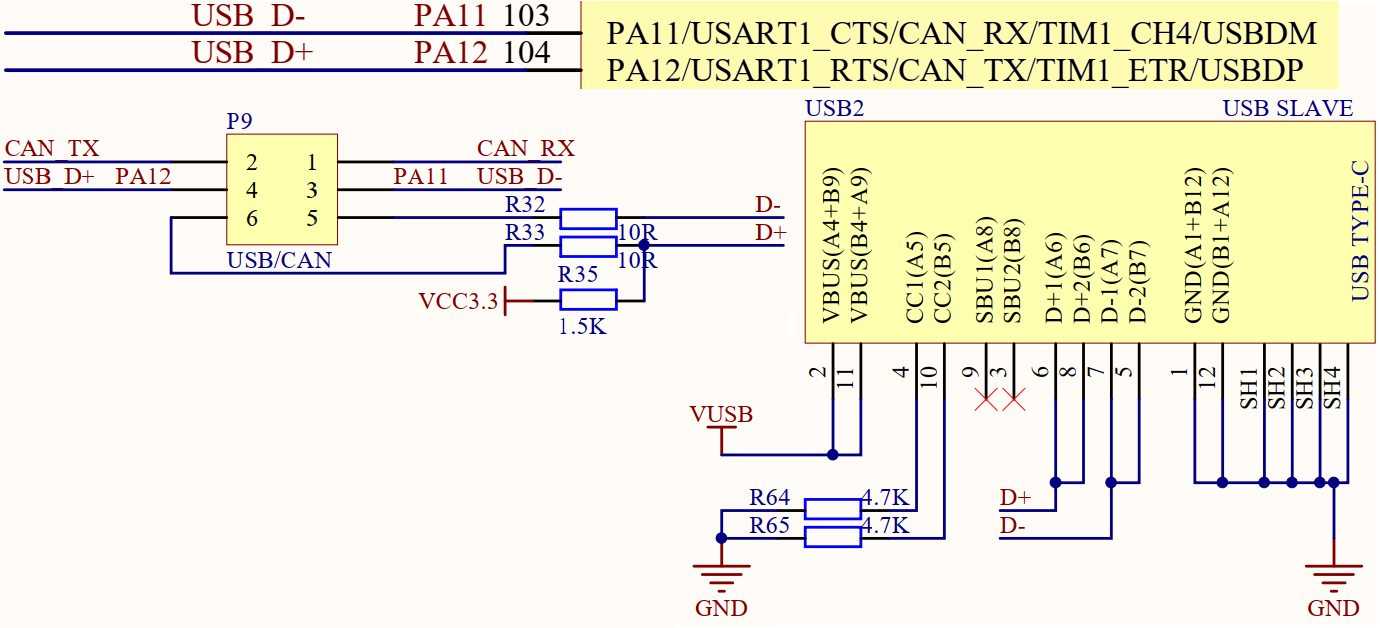 USB_D- PA11 103 PA11/USART1_CTS/CAN_RX/TIM1_CH4/USBDM
USB_D+ PA12 104 PA12/USART1_RTS/CAN_TX/TIM1_ETR/USBDP
P9
CAN_TX 2 1 CAN_RX
USB_D+ PA12 4 3 PA11 USB_D-
6 5
USB/CAN
R32 10R D-
R33 10R D+
R35
VCC3.3
1.5K
USB2 USB SLAVE
VBUS(A4+B9)
VBUS(B4+A9)
CC1(A5)
CC2(B5)
SBU1(A8)
SBU2(B8)
D+1(A6)
D+2(B6)
D-1(A7)
D-2(B7)
GND(A1+B12)
GND(B1+A12)
USB TYPE-C
2 11 4 10 9 3 6 8 7 5 1 12 SH1 SH2 SH3 SH4
VUSB
R64 4.7K D+
R65 4.7K D-
GND GND